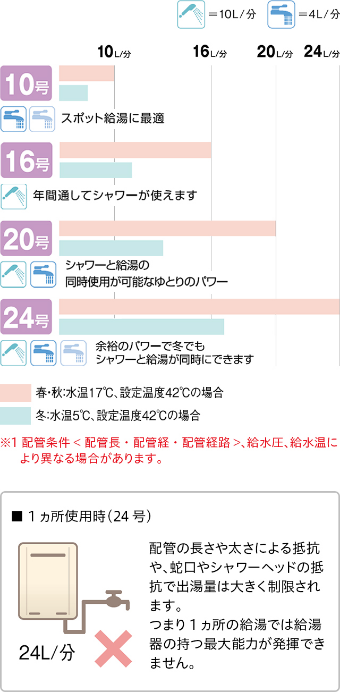 =10L/分 =4L/分
10L/分 16L/分 20L/分 24L/分
10号
スポット給湯に最適
16号
年間通してシャワーが使えます
20号
シャワーと給湯の
同時使用が可能なゆとりのパワー
24号
余裕のパワーで冬でも
シャワーと給湯が同時にできます
春・秋:水温17℃、設定温度42℃の場合
冬:水温5℃、設定温度42℃の場合
※1 配管条件<配管長・配管経・配管経路>、給水圧、給水温に
より異なる場合があります。
■ 1ヵ所使用時(24号)
配管の長さや太さによる抵抗
や、蛇口やシャワーヘッドの抵
抗で出湯量は大きく制限され
ます。
つまり1ヵ所の給湯では給湯
器の持つ最大能力が発揮でき
ません。
24L/分